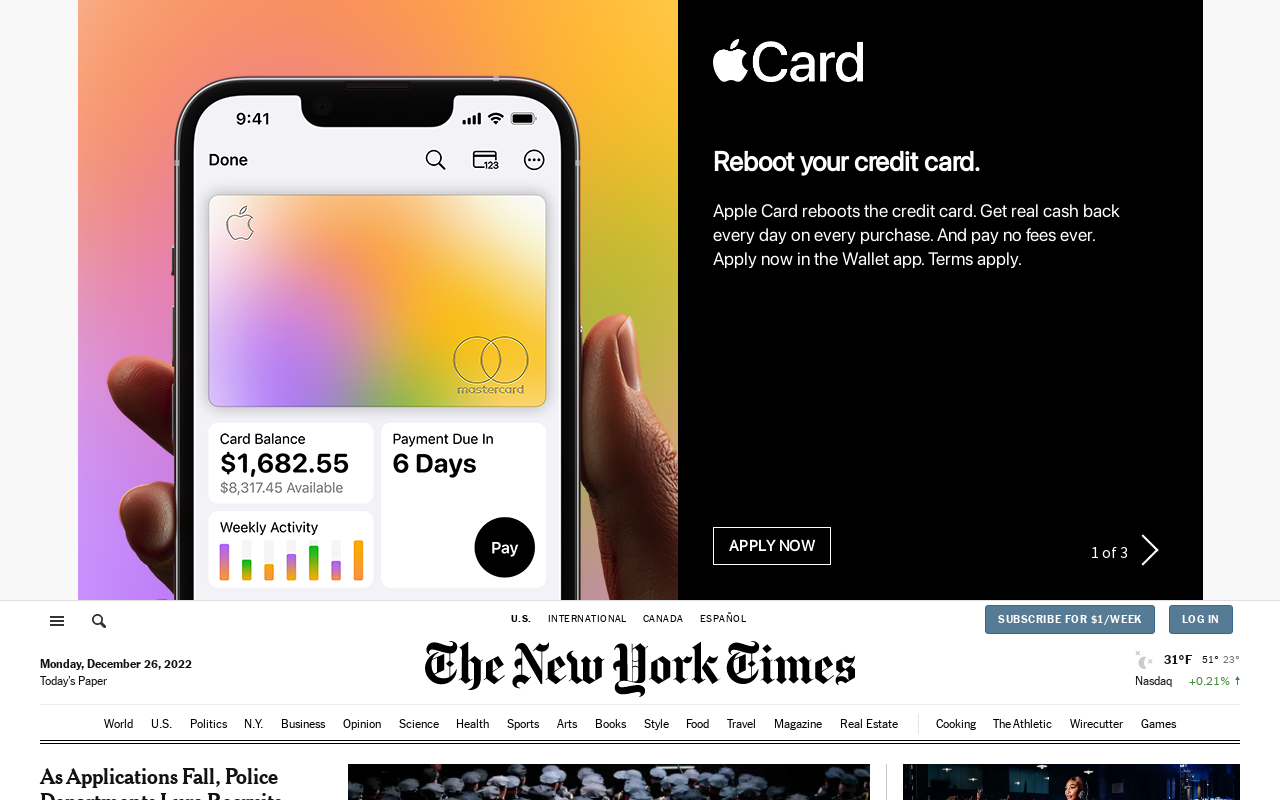 Card
9:41
Done
123
mastercard
Card Balance
$1,682.55
$8,317.45 Available
Payment Due In
6 Days
Weekly Activity
Pay
Reboot your credit card.
Apple Card reboots the credit card. Get real cash back
every day on every purchase. And pay no fees ever.
Apply now in the Wallet app. Terms apply.
APPLY NOW
1 of 3
U.S. INTERNATIONAL CANADA ESPAÑOL
SUBSCRIBE FOR $1/WEEK LOG IN
Monday, December 26, 2022
Today's Paper
The New York Times
31°F 51° 23°
Nasdaq +0.21% ↑
World U.S. Politics N.Y. Business Opinion Science Health Sports Arts Books Style Food Travel Magazine Real Estate Cooking The Athletic Wirecutter Games
As Applications Fall, Police
Departments Lure Recruits